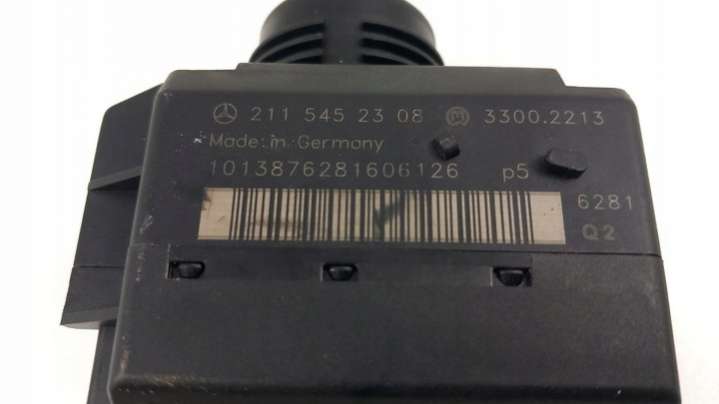 211 545 23 08 3300.2213
Made in Germany
1013876281606126 p5
6281
Q2